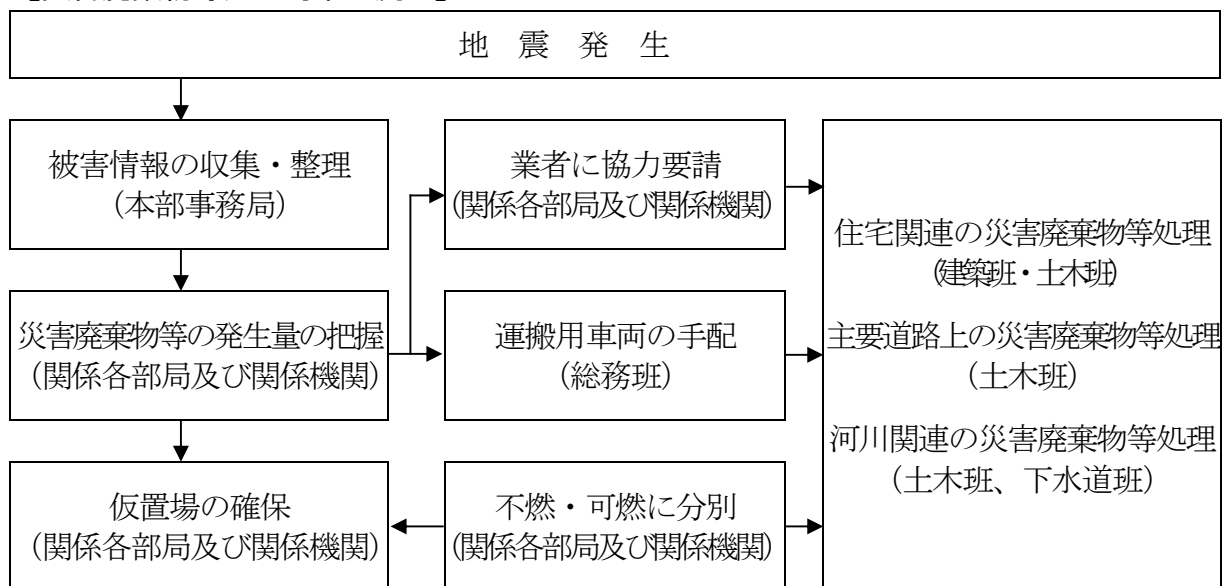 地 震 発 生
被害情報の収集・整理
（本部事務局）
業者に協力要請
（関係各部局及び関係機関）
住宅関連の災害廃棄物等処理
（建築班・土木班）
災害廃棄物等の発生量の把握
（関係各部局及び関係機関）
運搬用車両の手配
（総務班）
主要道路上の災害廃棄物等処理
（土木班）
河川関連の災害廃棄物等処理
（土木班、下水道班）
仮置場の確保
（関係各部局及び関係機関）
不燃・可燃に分別
（関係各部局及び関係機関）